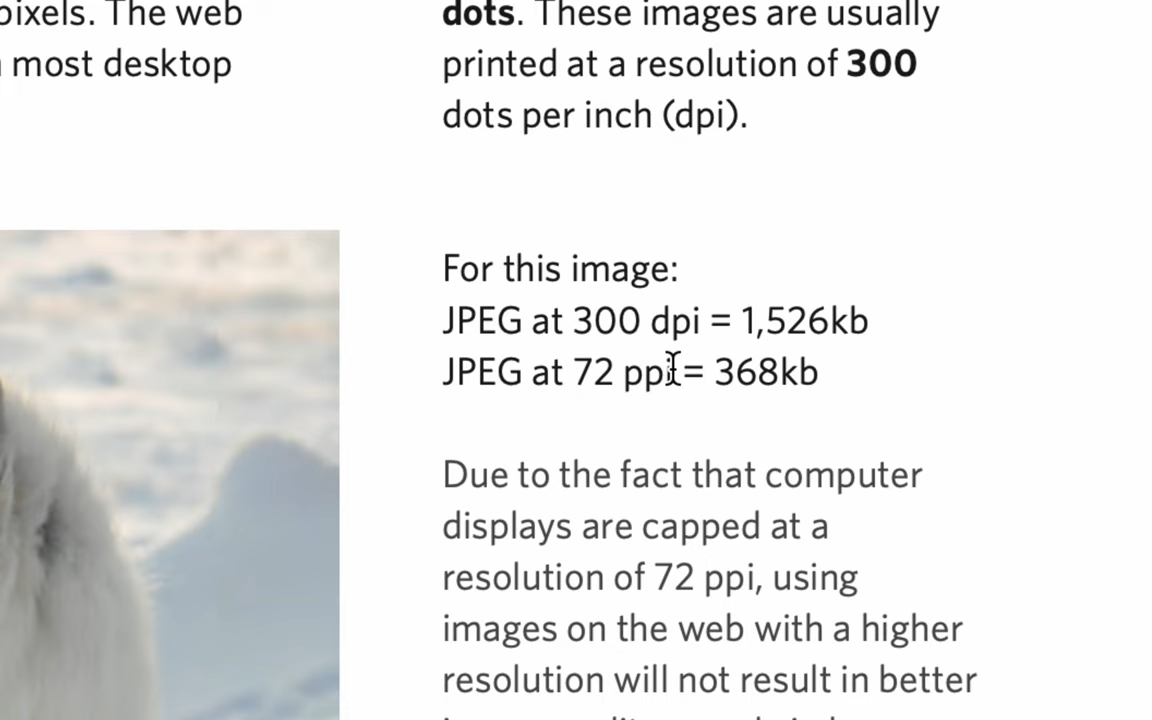 pixels. The web
most desktop
dots. These images are usually
printed at a resolution of 300
dots per inch (dpi).
For this image:
JPEG at 300 dpi = 1,526kb
JPEG at 72 ppi = 368kb
Due to the fact that computer
displays are capped at a
resolution of 72 ppi, using
images on the web with a higher
resolution will not result in better